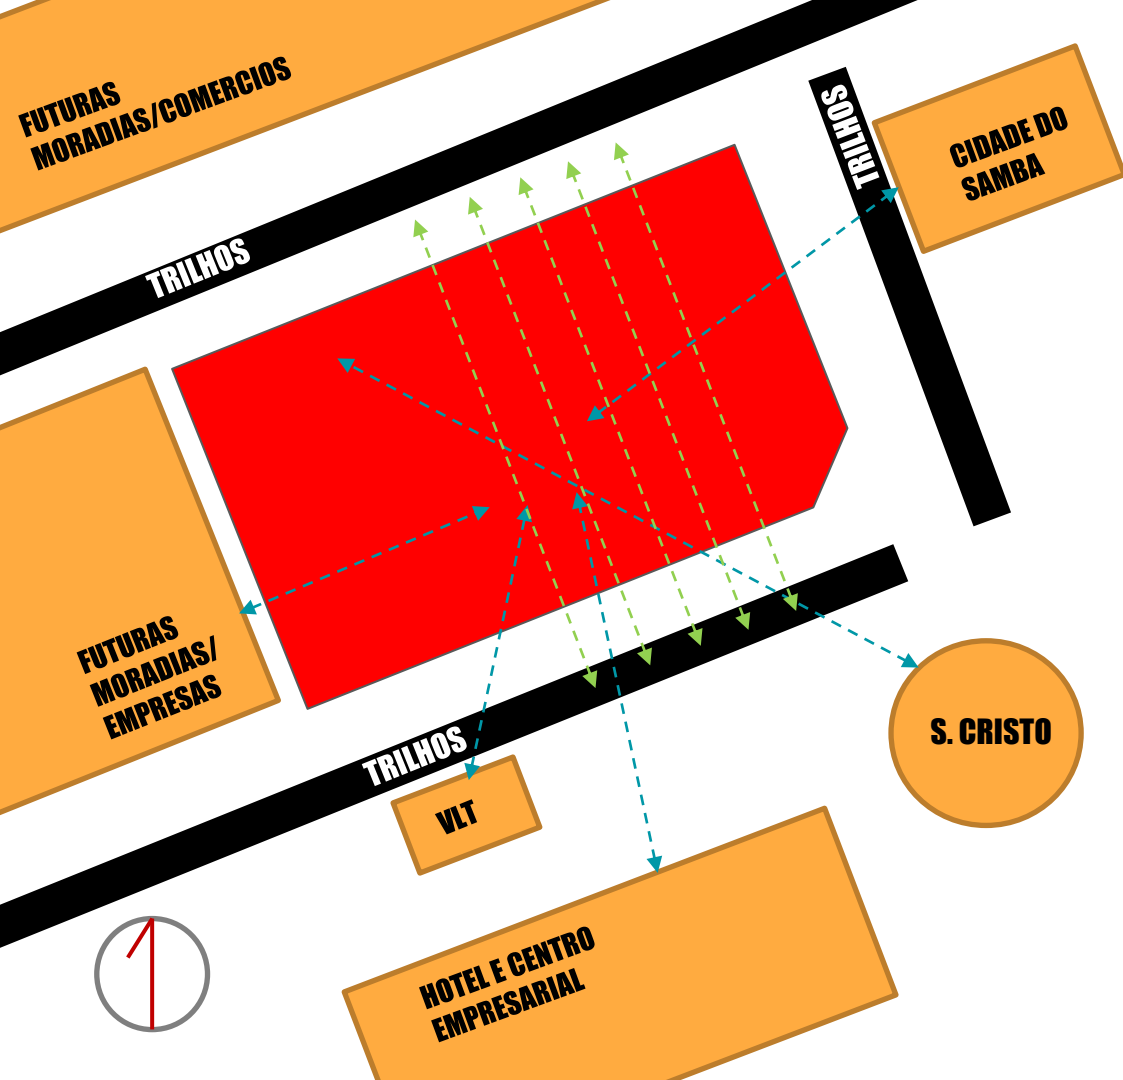 FUTURAS
MORADIAS/COMERCIOS
TRILHOS
CIDADE DO
SAMBA
TRILHOS
FUTURAS
MORADIAS/
EMPRESAS
S. CRISTO
TRILHOS
VLT
HOTEL E CENTRO
EMPRESARIAL